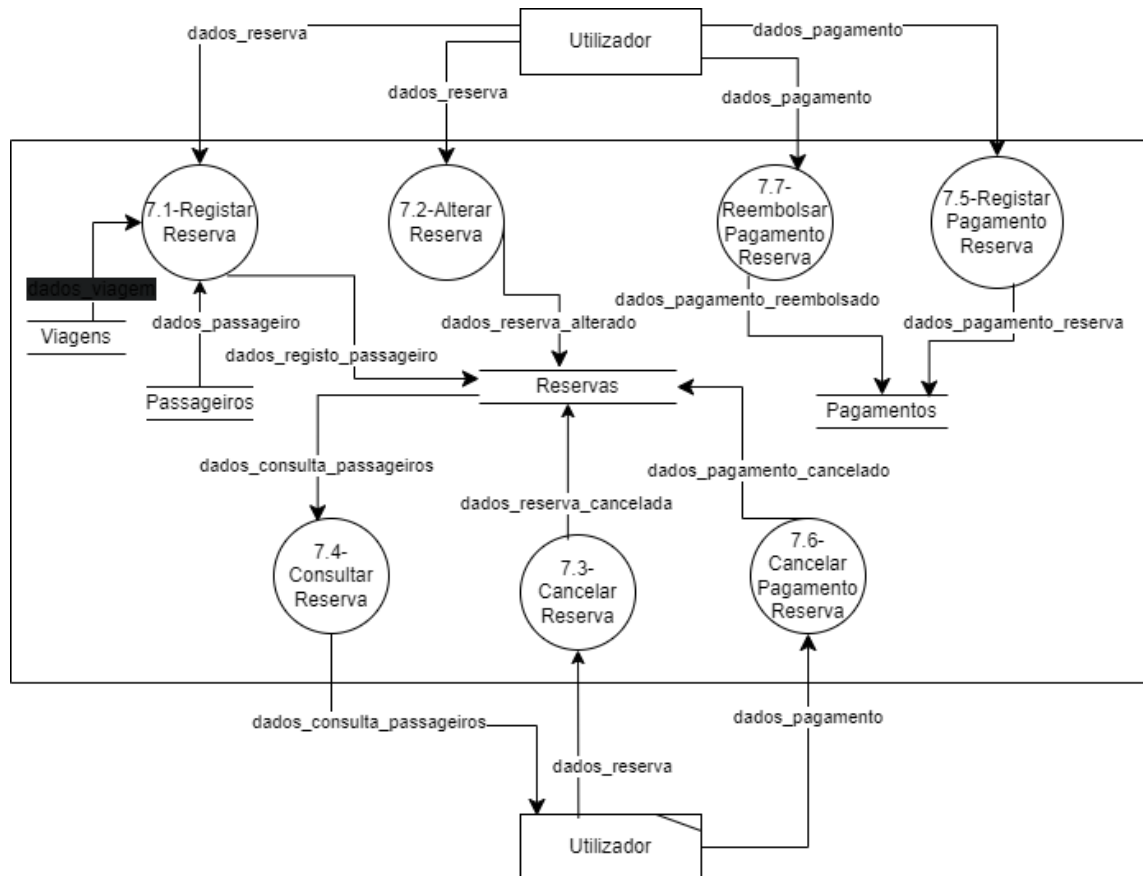 Utilizador
dados_reserva
dados_pagamento
dados_reserva
dados_pagamento
7.1-Registar
Reserva
7.2-Alterar
Reserva
7.7-
Reembolsar
Pagamento
Reserva
7.5-Registar
Pagamento
Reserva
dados_viagem
Viagens
dados_passageiro
dados_registo_passageiro
Passageiros
dados_reserva_alterado
dados_pagamento_reembolsado
dados_pagamento_reserva
Reservas
Pagamentos
dados_consulta_passageiros
dados_reserva_cancelada
dados_pagamento_cancelado
7.4-
Consultar
Reserva
7.3-
Cancelar
Reserva
7.6-
Cancelar
Pagamento
Reserva
dados_consulta_passageiros
dados_reserva
dados_pagamento
Utilizador